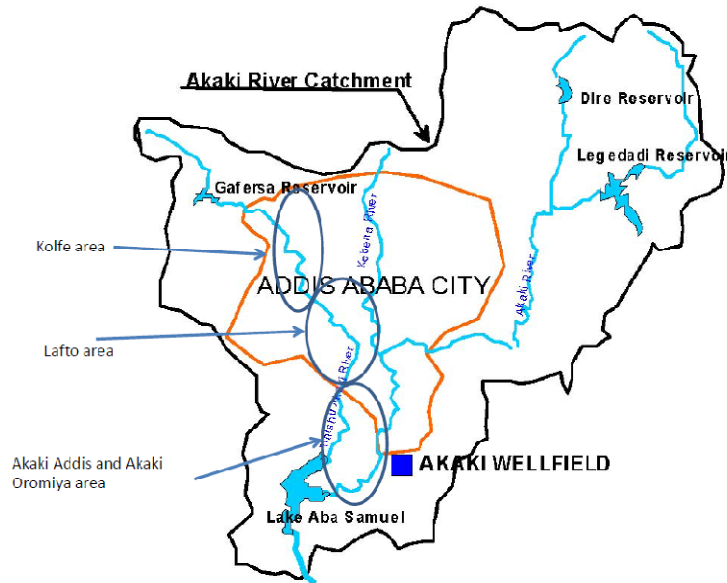 Akaki River Catchment
Dire Reservoir
Legedadi Reservoir
Gafersa Reservoir
Kebena River
Kolfe area
ADDIS ABABA CITY
Akaki River
Lafto area
River
Akaki Addis and Akaki
Oromiya area
AKAKI WELLFIELD
Lake Aba Samuel